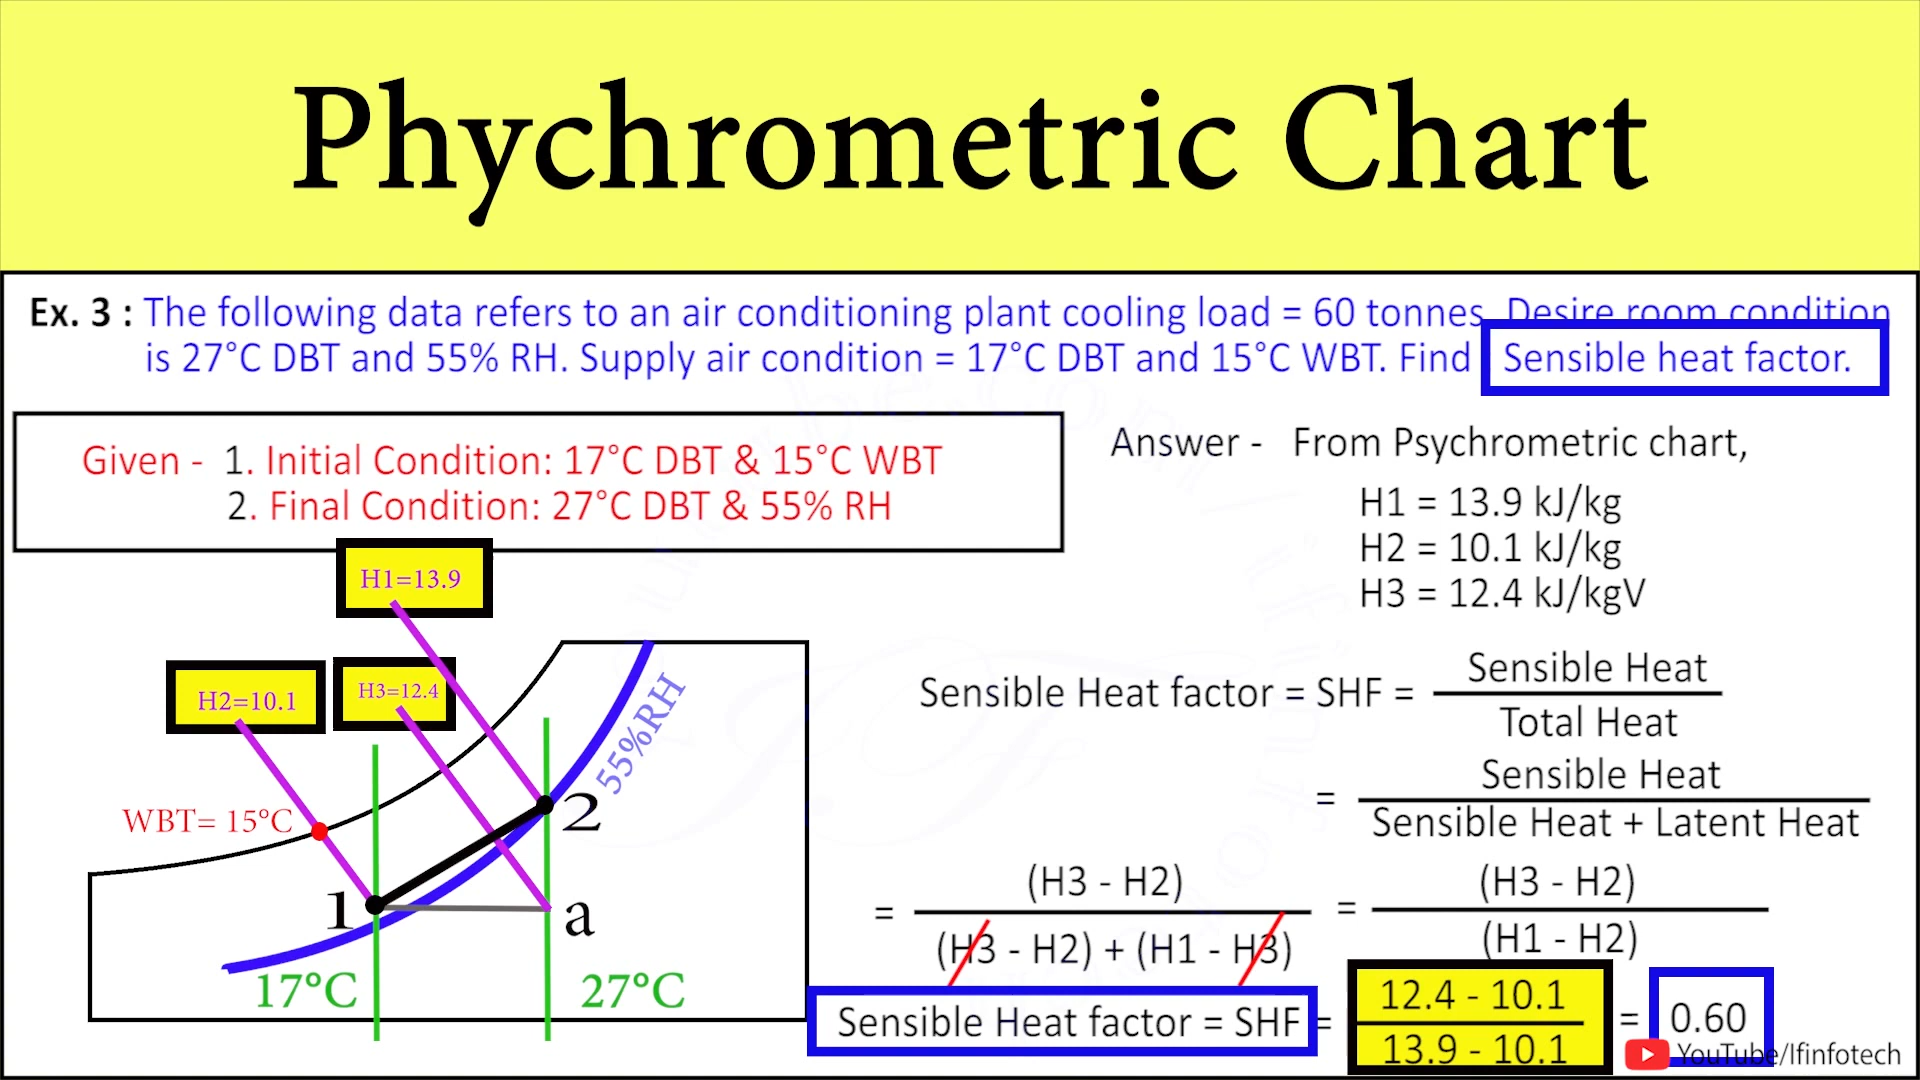 Phychrometric Chart
Ex. 3 : The following data refers to an air conditioning plant cooling load = 60 tonnes. Desire room condition
is 27°C DBT and 55% RH. Supply air condition = 17°C DBT and 15°C WBT. Find Sensible heat factor.
Given - 1. Initial Condition: 17°C DBT & 15°C WBT
2. Final Condition: 27°C DBT & 55% RH
Answer - From Psychrometric chart,
H1 = 13.9 kJ/kg
H2 = 10.1 kJ/kg
H3 = 12.4 kJ/kgV
H1=13.9
H2=10.1
H3=12.4
55%RH
WBT= 15°C
1
2
a
17°C
27°C
Sensible Heat factor = SHF = Sensible Heat
Total Heat
= Sensible Heat
Sensible Heat + Latent Heat
= (H3 - H2)
(H3 - H2) + (H1 - H3)
= (H3 - H2)
(H1 - H2)
Sensible Heat factor = SHF = 12.4 - 10.1
13.9 - 10.1
= 0.60
YouTube/lfinfotech